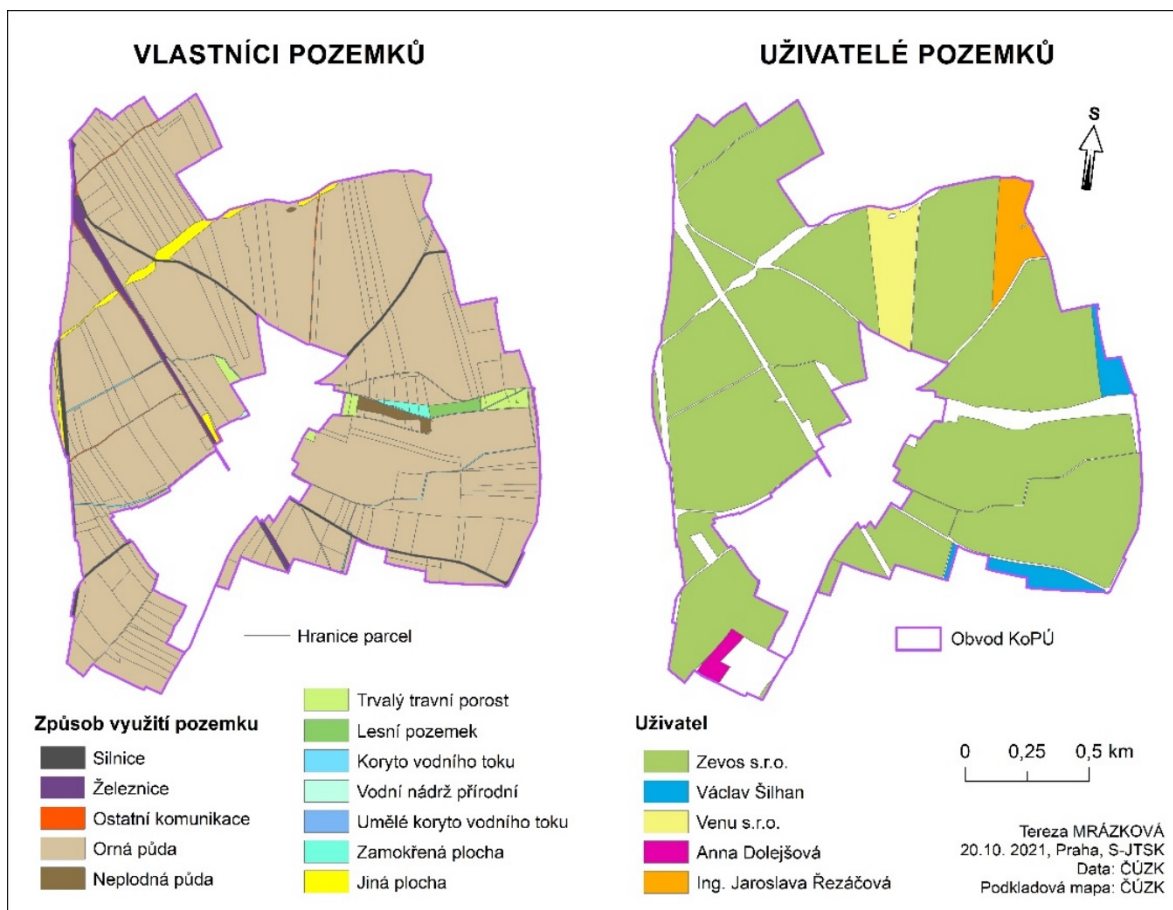 VLASTNÍCI POZEMKŮ
UŽIVATELÉ POZEMKŮ
S
Hranice parcel
Obvod KoPÚ
Způsob využití pozemku
Silnice
Železnice
Ostatní komunikace
Orná půda
Neplodná půda
Trvalý travní porost
Lesní pozemek
Koryto vodního toku
Vodní nádrž přírodní
Umělé koryto vodního toku
Zamokřená plocha
Jiná plocha
Uživatel
Zevos s.r.o.
Václav Šilhan
Venu s.r.o.
Anna Dolejšová
Ing. Jaroslava Řezáčová
0 0,25 0,5 km
Tereza MRÁZKOVÁ
20.10. 2021, Praha, S-JTSK
Data: ČÚZK
Podkladová mapa: ČÚZK